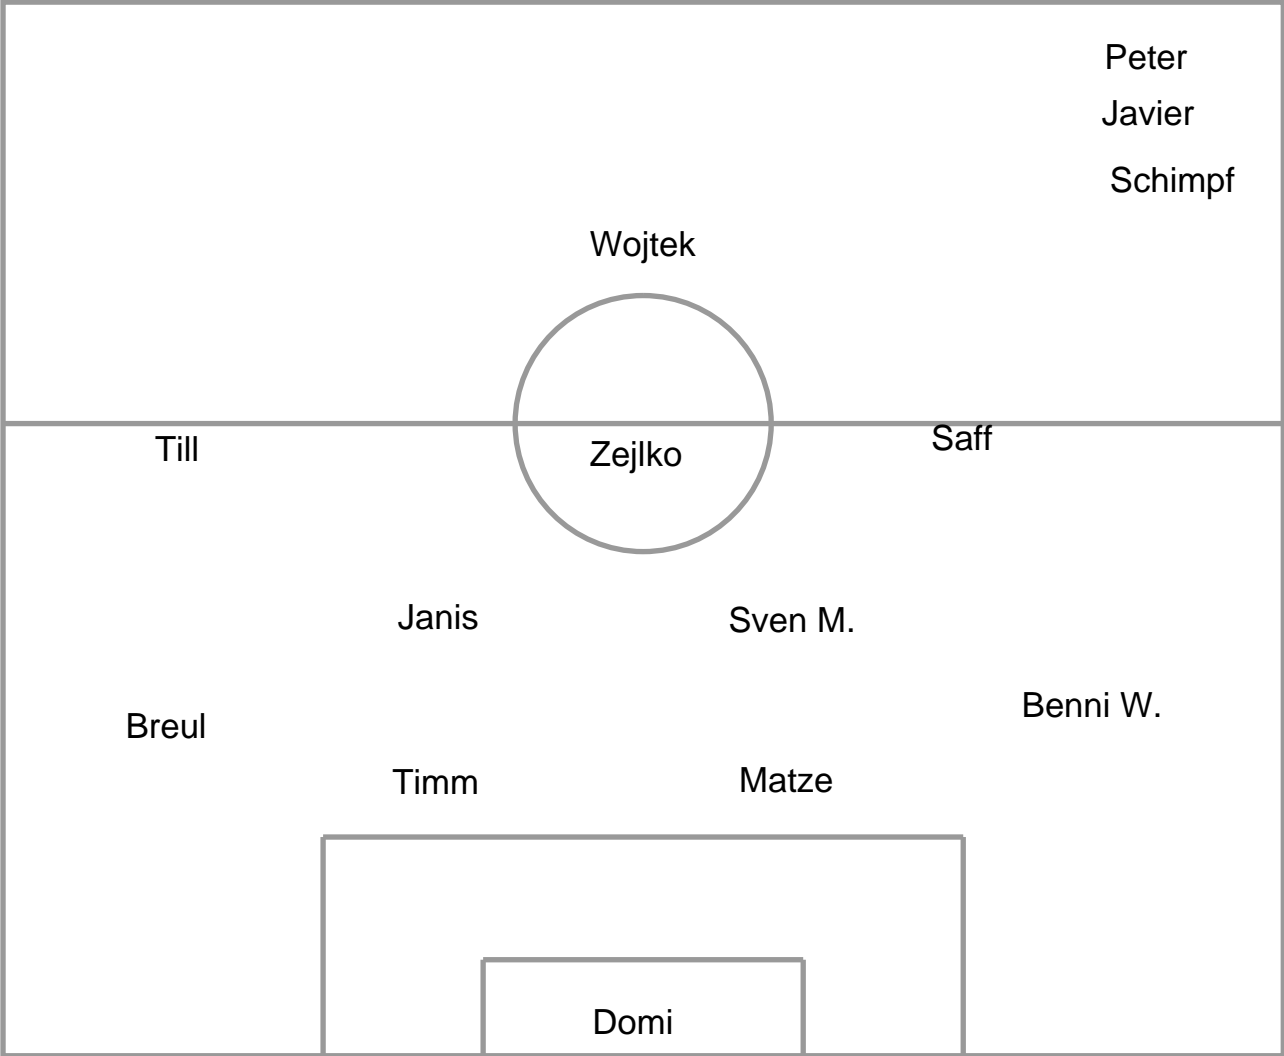 Peter
Javier
Schimpf
Wojtek
Till
Zejlko
Saff
Janis
Sven M.
Breul
Benni W.
Timm
Matze
Domi